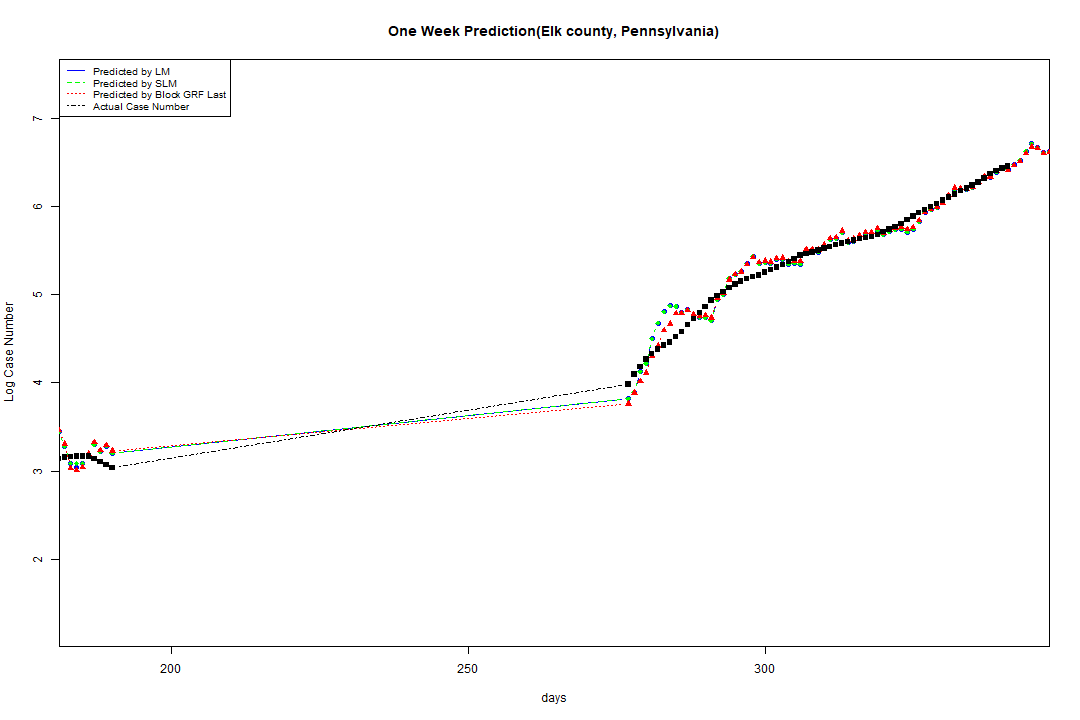 One Week Prediction(Elk county, Pennsylvania)
Predicted by LM
Predicted by SLM
Predicted by Block GRF Last
Actual Case Number
7
6
5
4
3
2
Log Case Number
200
250
300
days